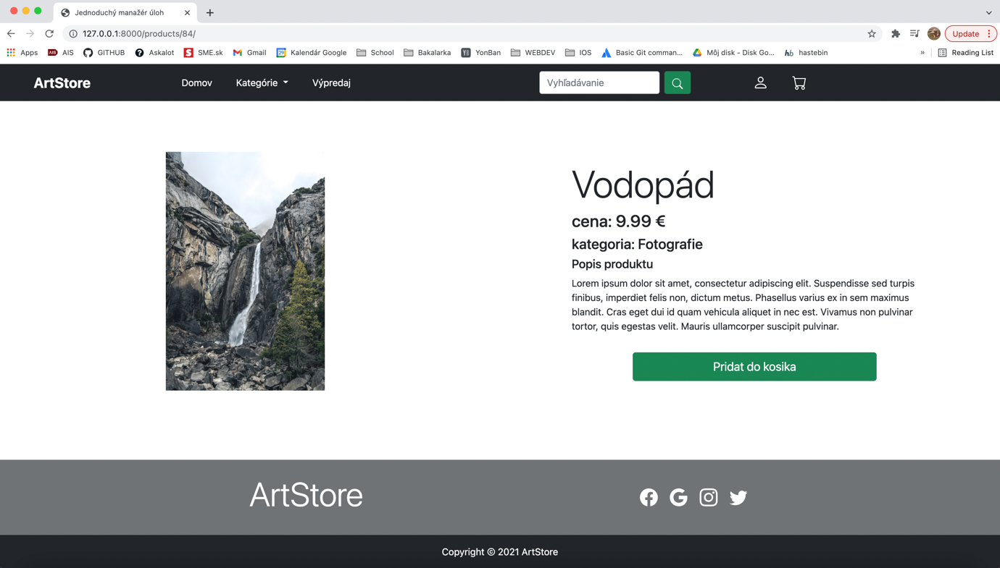 Jednoduchý manažér úloh
127.0.0.1:8000/products/84/
Update
Apps AIS AIS GITHUB Askalot S SME.sk Gmail 29 Kalendár Google School Bakalarka YB YonBan WEBDEV IOS Basic Git comman... Môj disk - Disk Go... hb hastebin » Reading List
ArtStore Domov Kategórie Výpredaj Vyhľadávanie
Vodopád
cena: 9.99 €
kategoria: Fotografie
Popis produktu
Lorem ipsum dolor sit amet, consectetur adipiscing elit. Suspendisse sed turpis
finibus, imperdiet felis non, dictum metus. Phasellus varius ex in sem maximus
blandit. Cras eget dui id quam vehicula aliquet in nec est. Vivamus non pulvinar
tortor, quis egestas velit. Mauris ullamcorper suscipit pulvinar.
Pridat do kosika
ArtStore
Copyright © 2021 ArtStore